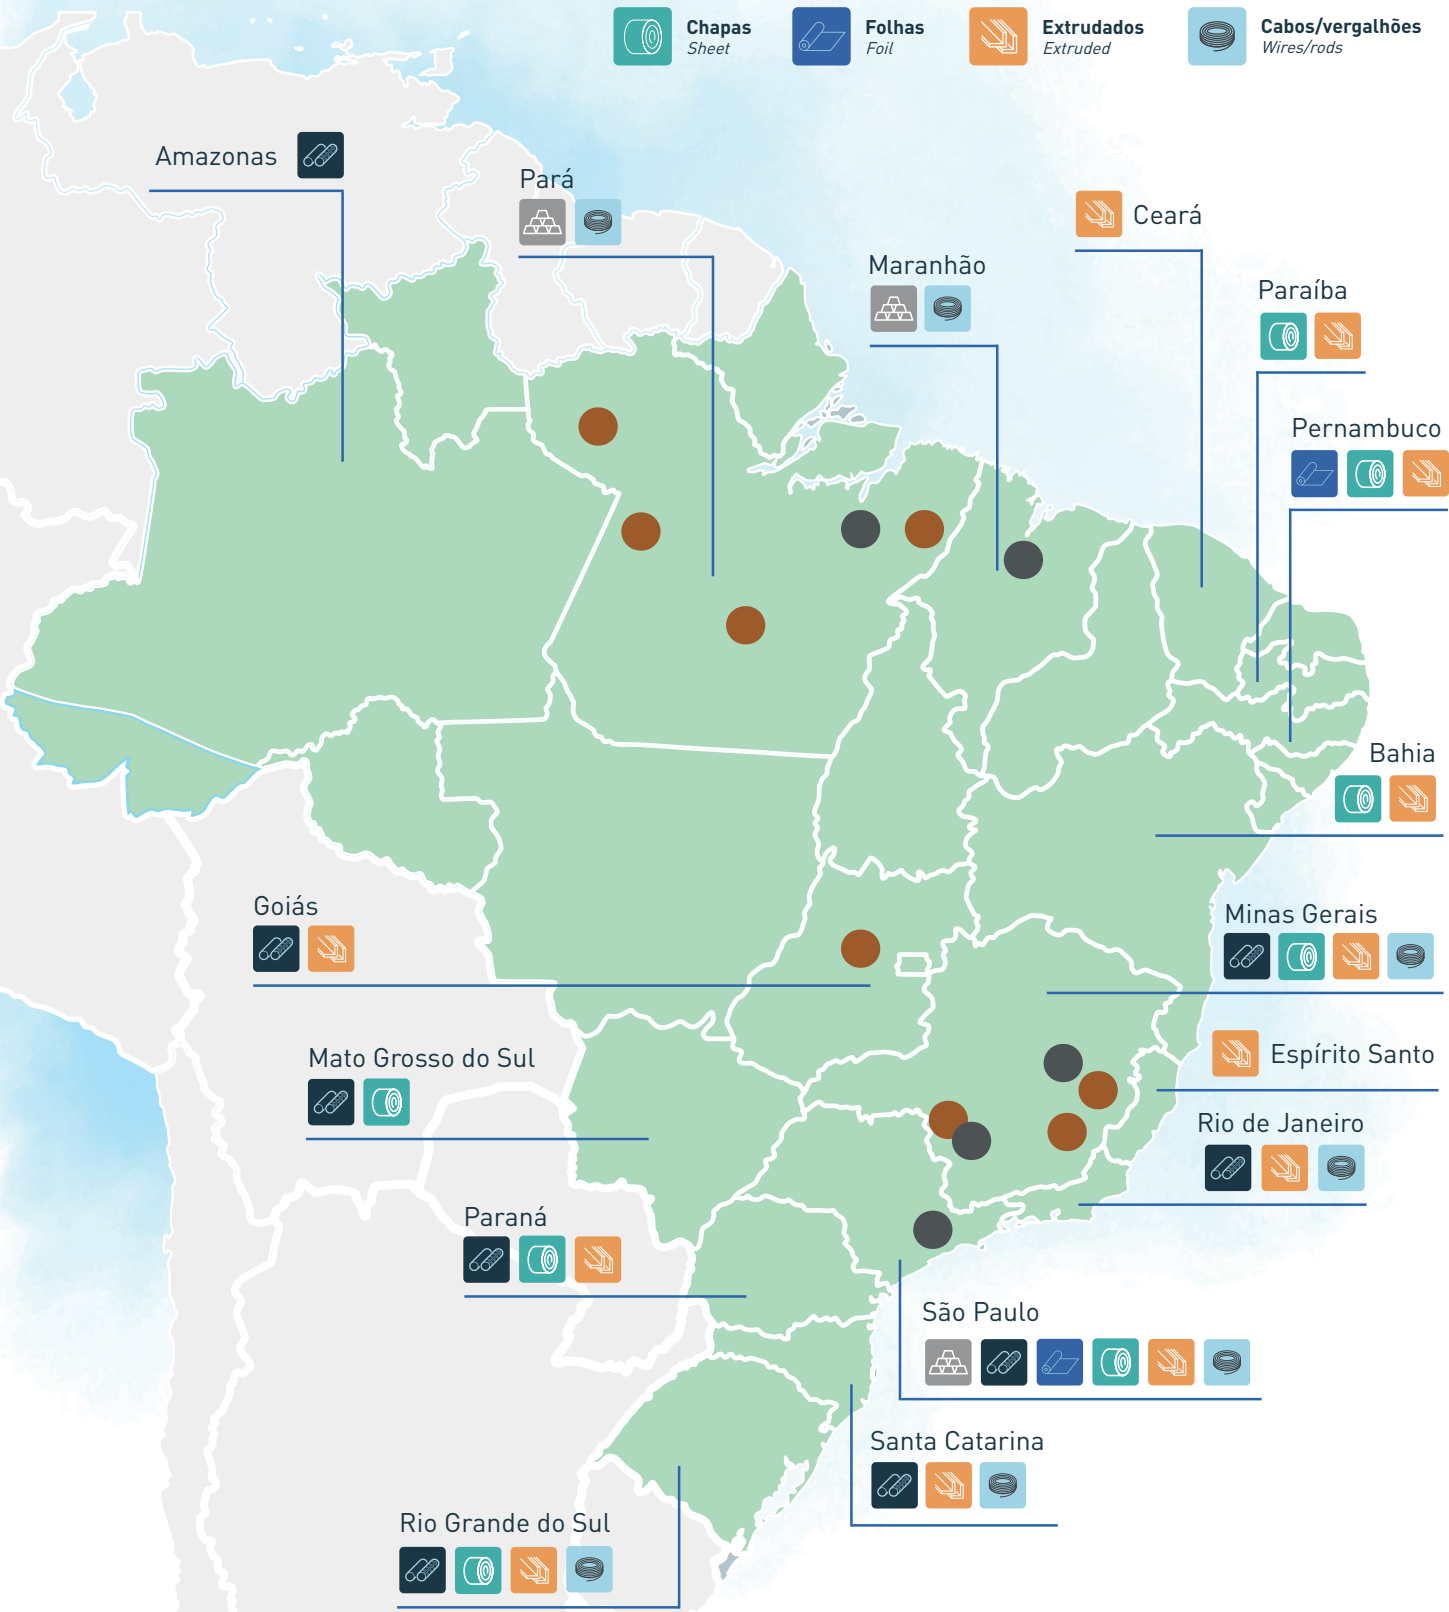 Chapas
Sheet
Folhas
Foil
Extrudados
Extruded
Cabos/vergalhões
Wires/rods
Amazonas
Pará
Ceará
Maranhão
Paraíba
Pernambuco
Bahia
Goiás
Minas Gerais
Mato Grosso do Sul
Espírito Santo
Rio de Janeiro
Paraná
São Paulo
Santa Catarina
Rio Grande do Sul